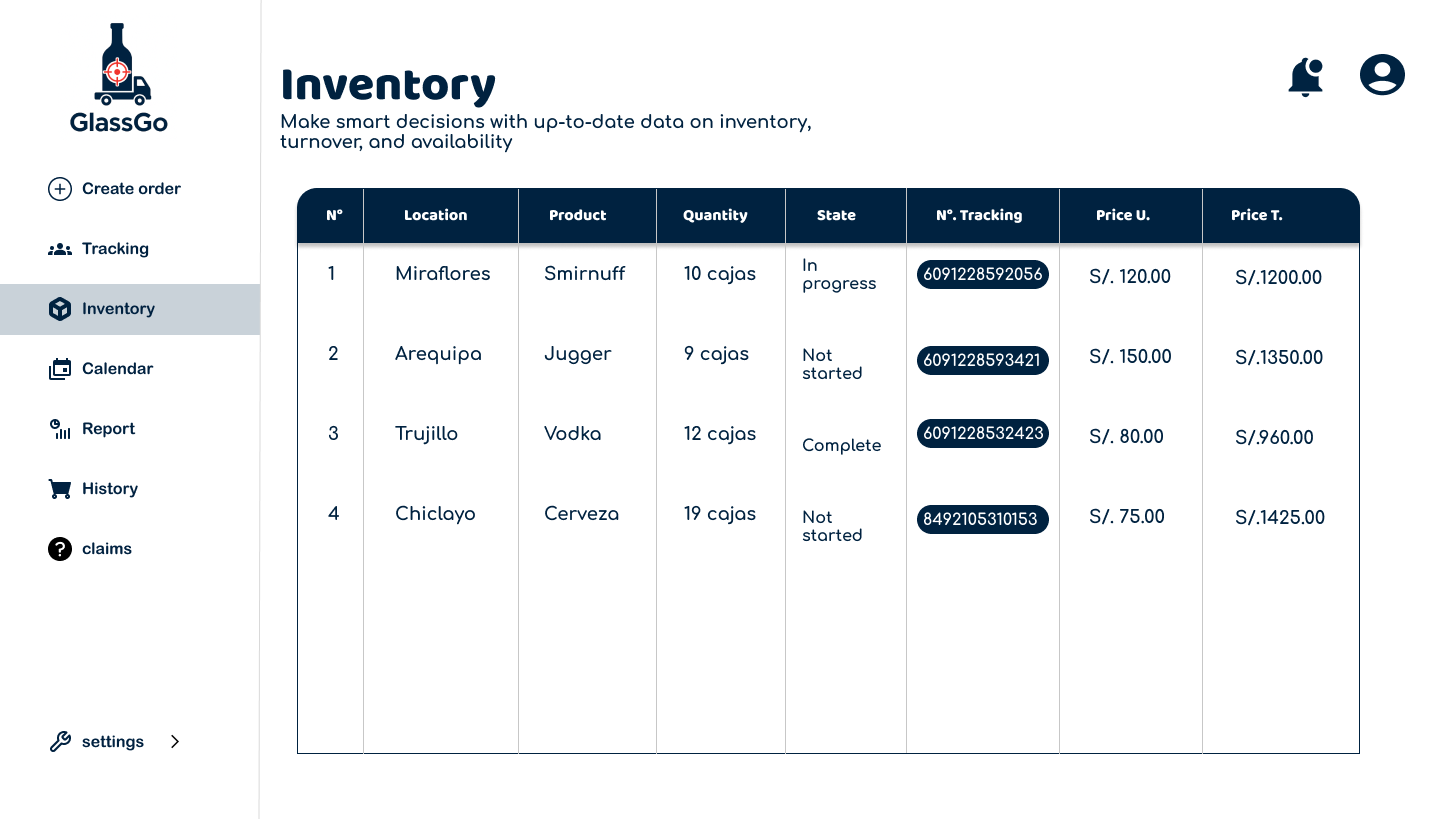 GlassGo
Create order
Tracking
Inventory
Calendar
Report
History
claims
settings
Inventory
Make smart decisions with up-to-date data on inventory,
turnover, and availability
N° Location Product Quantity State N°. Tracking Price U. Price T.
1 Miraflores Smirnuff 10 cajas In progress 6091228592056 S/. 120.00 S/.1200.00
2 Arequipa Jugger 9 cajas Not started 6091228593421 S/. 150.00 S/.1350.00
3 Trujillo Vodka 12 cajas Complete 6091228532423 S/. 80.00 S/.960.00
4 Chiclayo Cerveza 19 cajas Not started 8492105310153 S/. 75.00 S/.1425.00